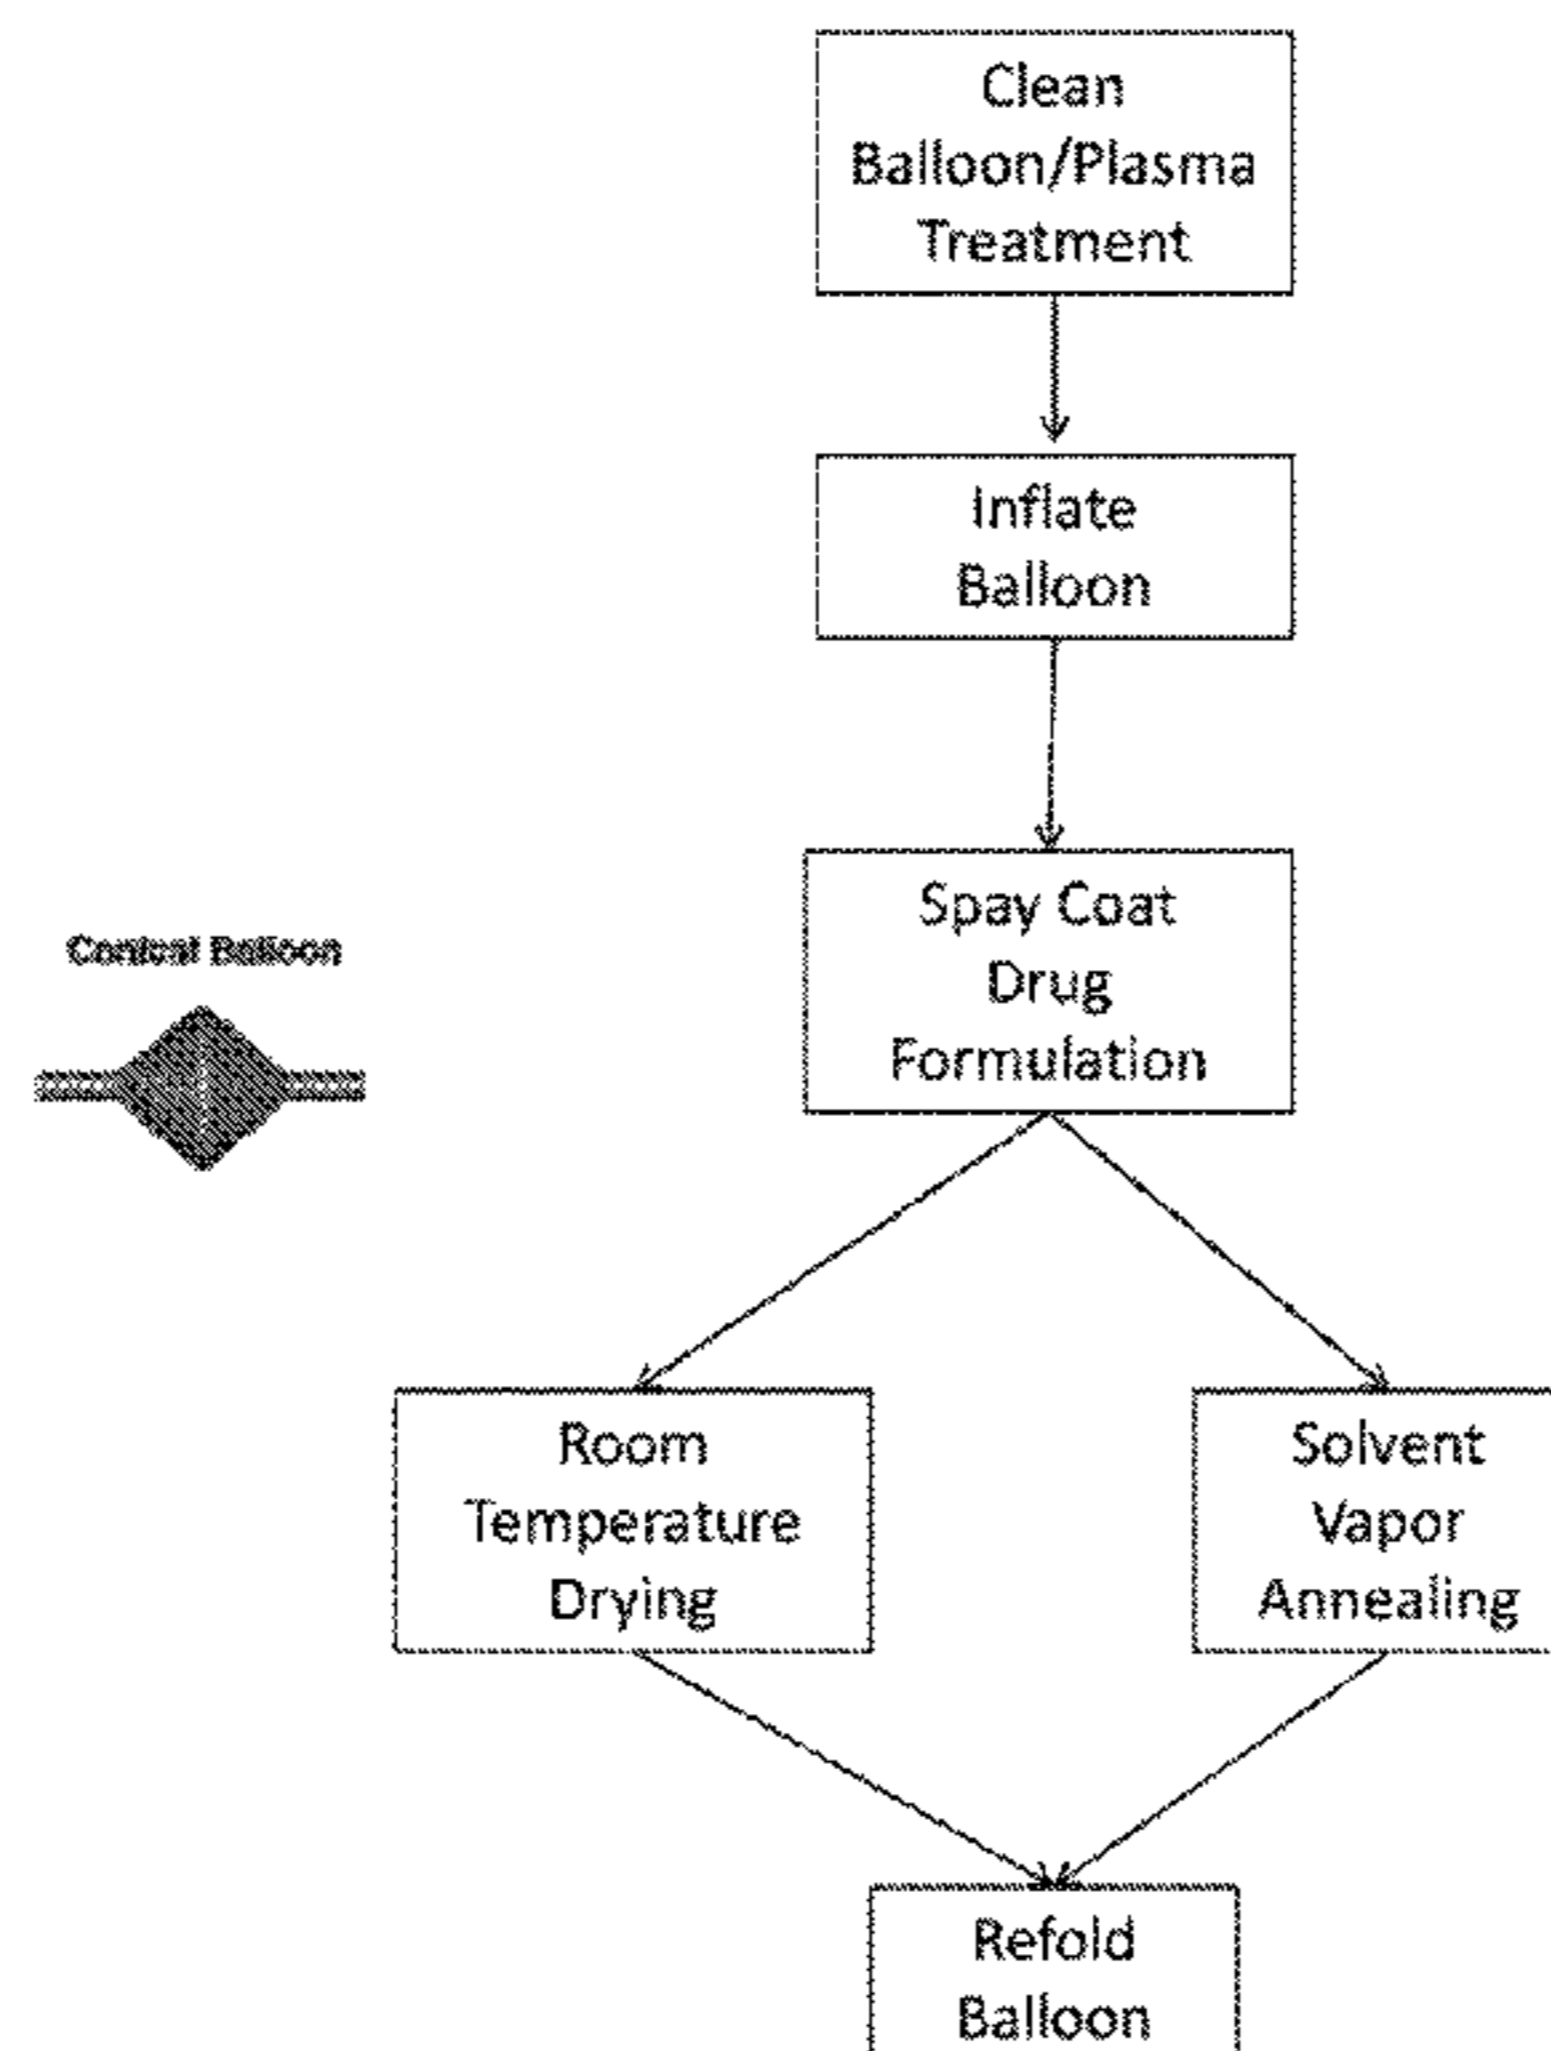 Clean
Balloon/Plasma
Treatment
Inflate
Balloon
Spay Coat
Drug
Formulation
Conical Balloon
Room
Temperature
Drying
Solvent
Vapor
Annealing
Refold
Balloon